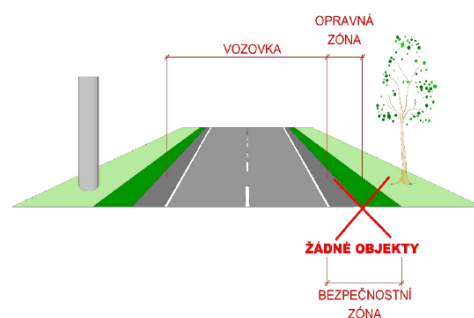 OPRAVNÁ
ZÓNA
VOZOVKA
ŽÁDNÉ OBJEKTY
BEZPEČNOSTNÍ
ZÓNA